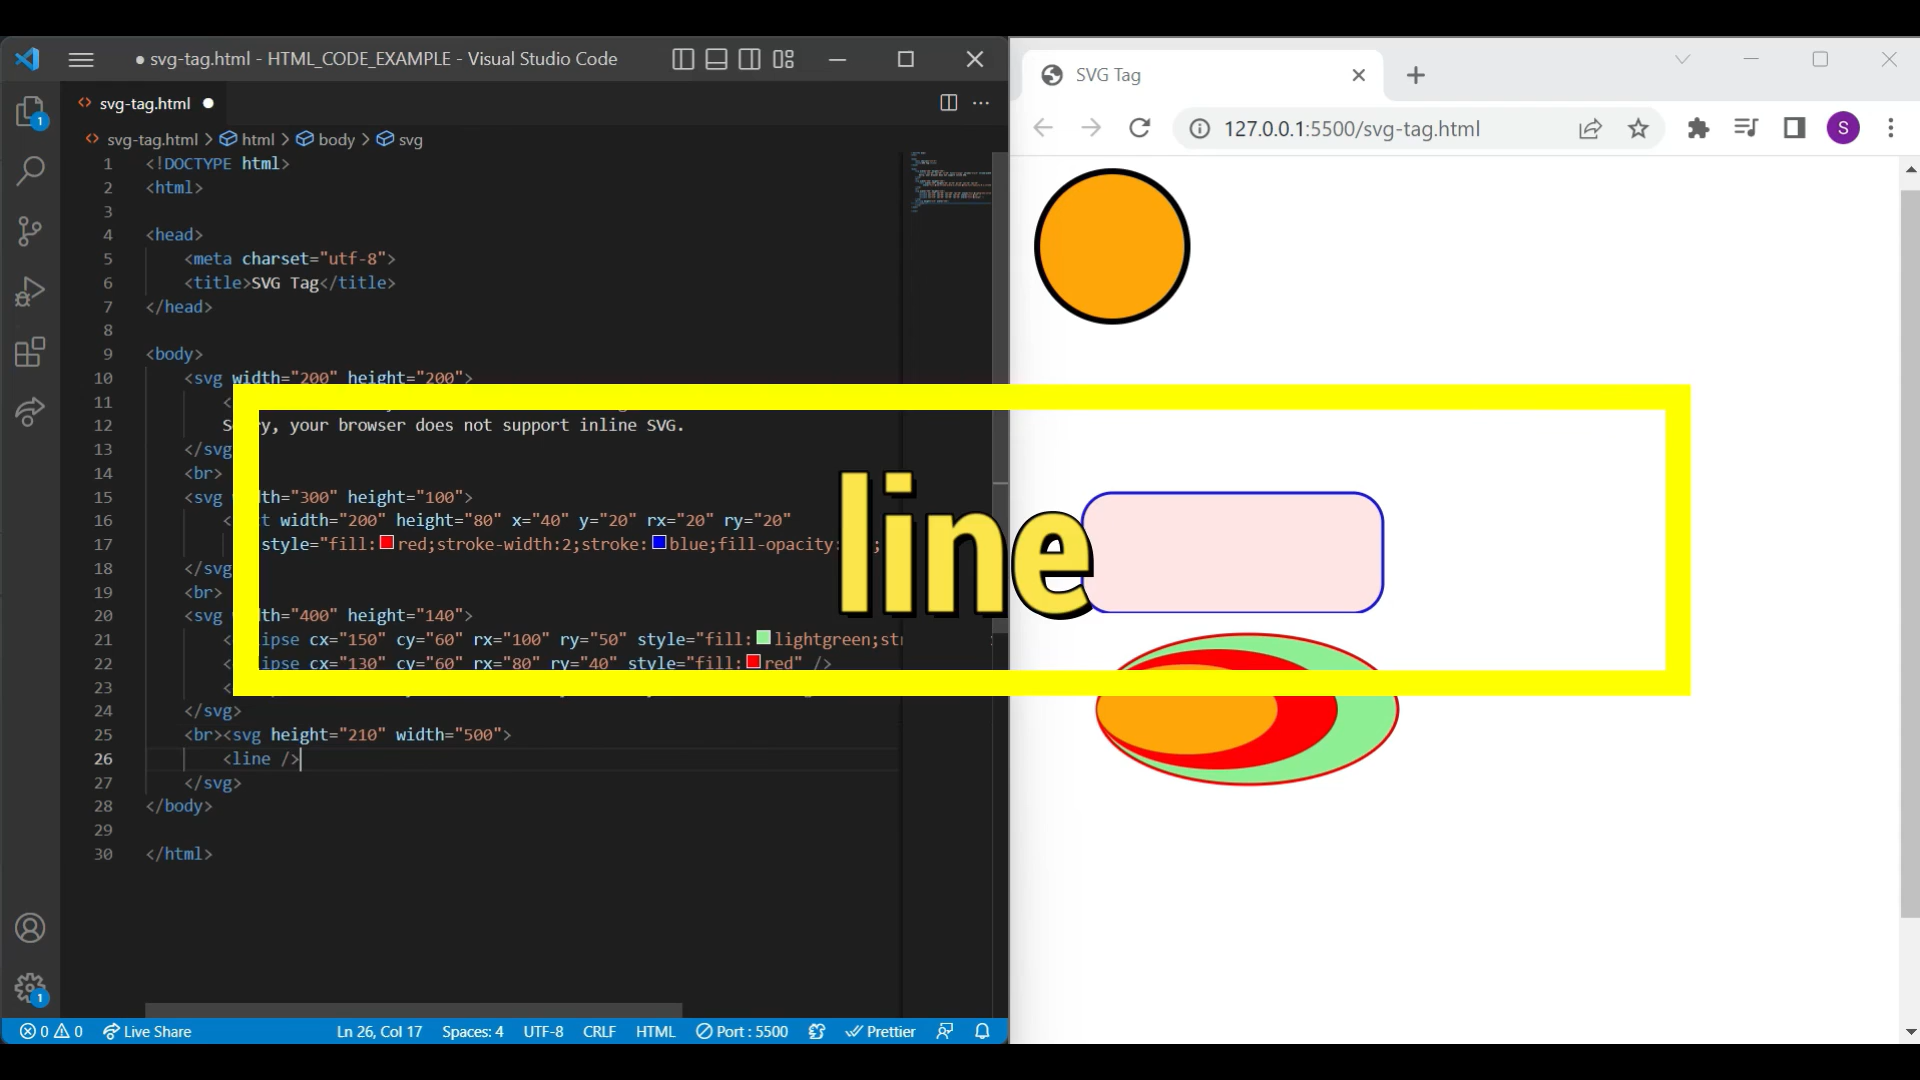 ● svg-tag.html - HTML_CODE_EXAMPLE - Visual Studio Code
svg-tag.html ●
svg-tag.html > html > body > svg
1 <!DOCTYPE html>
2 <html>
3
4 <head>
5 <meta charset="utf-8">
6 <title>SVG Tag</title>
7 </head>
8
9 <body>
10 <svg width="200" height="200">
11 <
12 your browser does not support inline SVG.
13 </svg
14 <br>
15 <svg ="300" height="100">
16 < width="200" height="80" x="40" y="20" rx="20" ry="20"
17 style="fill:red;stroke-width:2;stroke:blue;fill-opacity:
18 </svg
19 <br>
20 <svg ="400" height="140">
21 < cx="150" cy="60" rx="100" ry="50" style="fill:lightgreen;
22 < cx="130" cy="60" rx="80" ry="40" style="fill:red" />
23 <
24 </svg>
25 <br><svg height="210" width="500">
26 <line />
27 </svg>
28 </body>
29
30 </html>
1
1
0 0 Live Share Ln 26, Col 17 Spaces: 4 UTF-8 CRLF HTML Port : 5500 Prettier
line
SVG Tag
127.0.0.1:5500/svg-tag.html
S